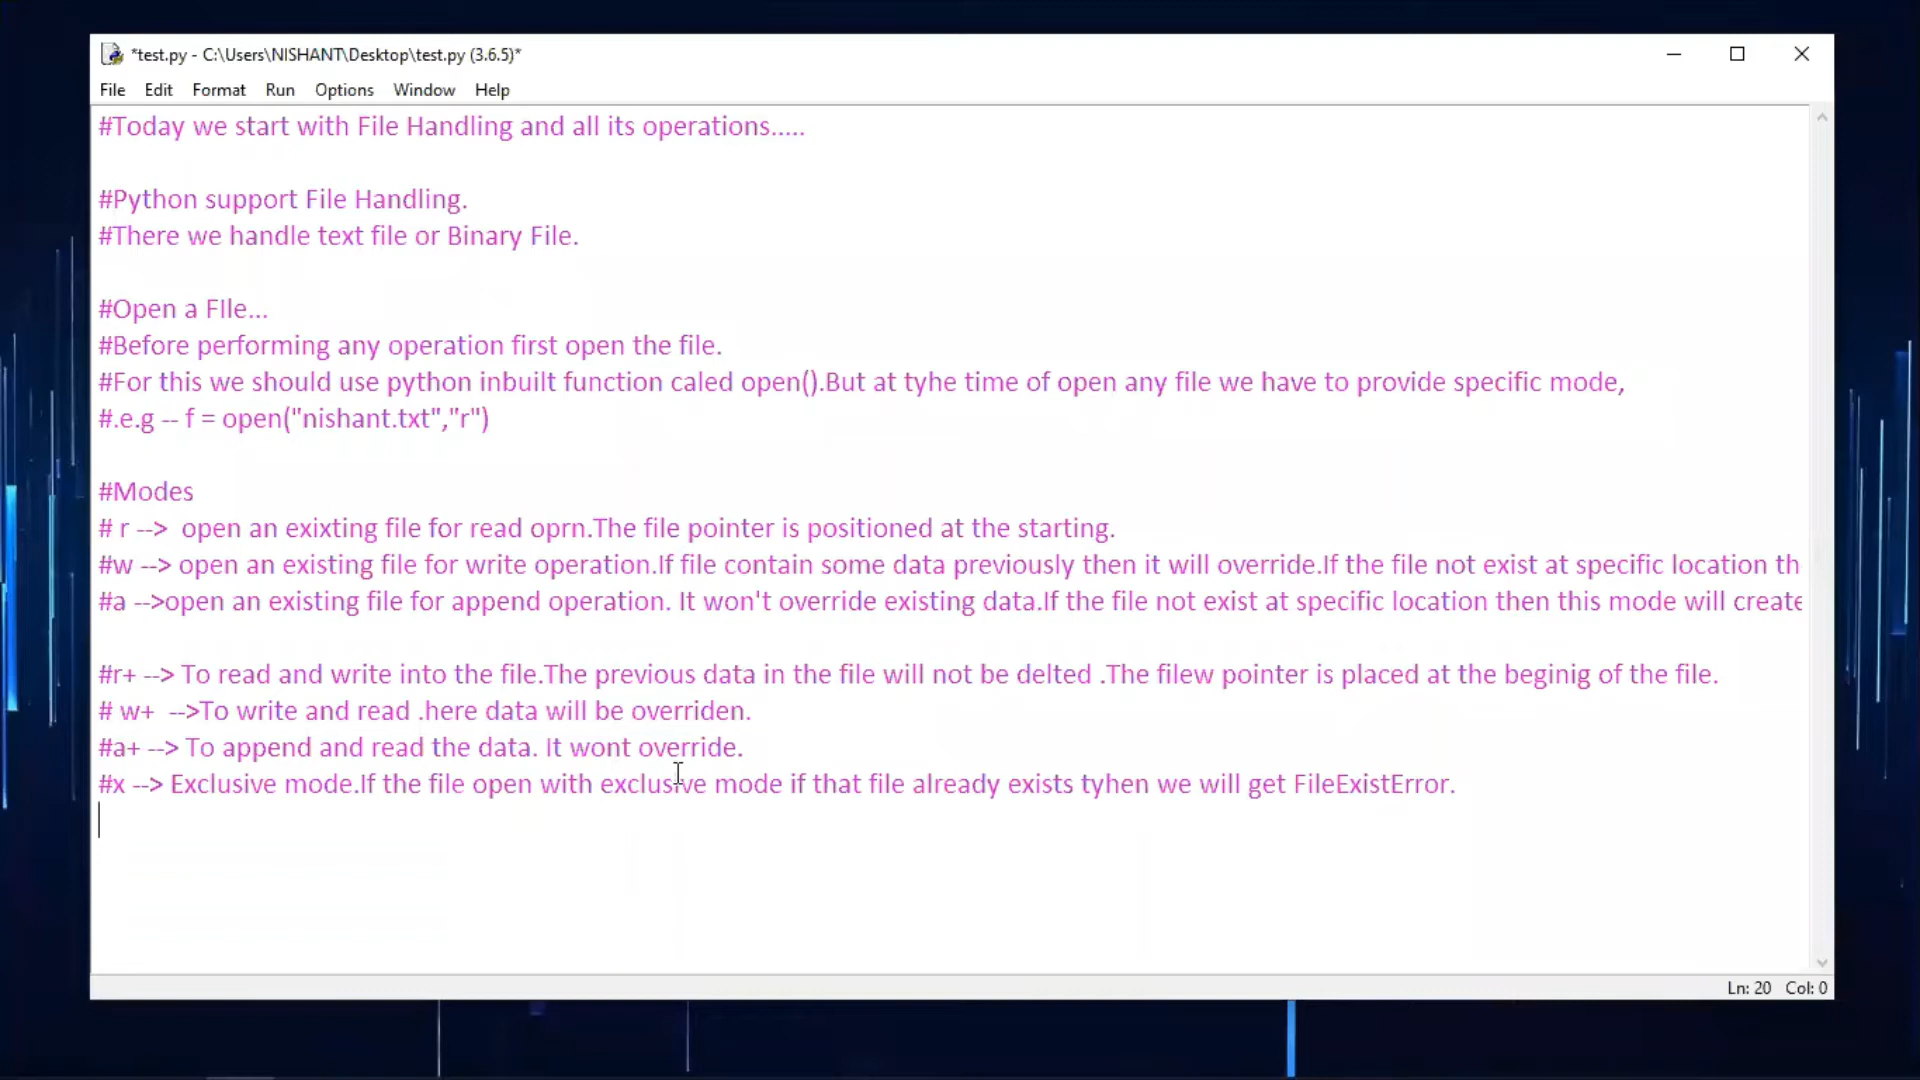 *test.py - C:\Users\NISHANT\Desktop\test.py (3.6.5)*
File Edit Format Run Options Window Help
#Today we start with File Handling and all its operations.....
#Python support File Handling.
#There we handle text file or Binary File.
#Open a FIle...
#Before performing any operation first open the file.
#For this we should use python inbuilt function caled open().But at tyhe time of open any file we have to provide specific mode,
#.e.g -- f = open("nishant.txt","r")
#Modes
# r -->  open an exixting file for read oprn.The file pointer is positioned at the starting.
#w --> open an existing file for write operation.If file contain some data previously then it will override.If the file not exist at specific location th
#a -->open an existing file for append operation. It won't override existing data.If the file not exist at specific location then this mode will create
#r+ --> To read and write into the file.The previous data in the file will not be delted .The filew pointer is placed at the beginig of the file.
# w+  -->To write and read .here data will be overriden.
#a+ --> To append and read the data. It wont override.
#x --> Exclusive mode.If the file open with exclusive mode if that file already exists tyhen we will get FileExistError.
Ln: 20 Col: 0